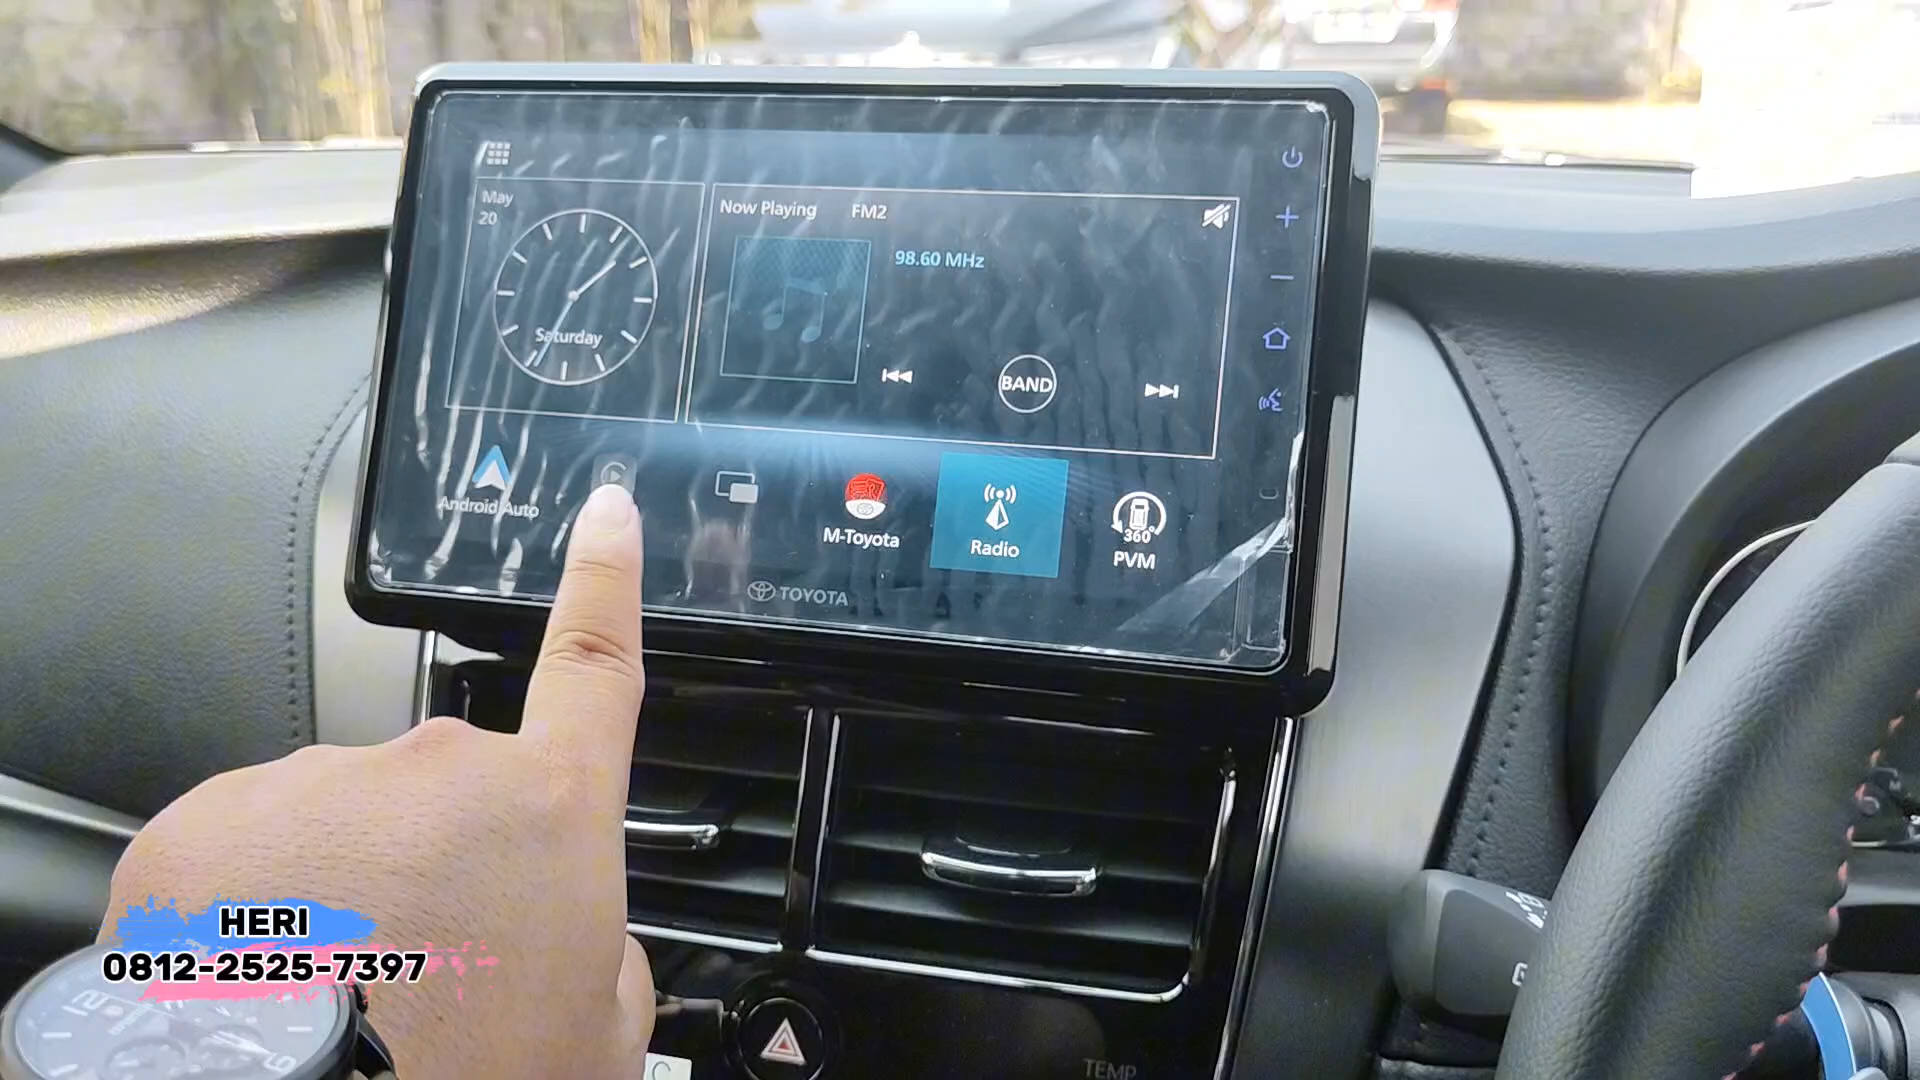 May
20
Saturday
Now Playing FM2
98.60 MHz
BAND
Android Auto
M-Toyota
Radio
360
PVM
TOYOTA
HERI
0812-2525-7397
12
TEMP